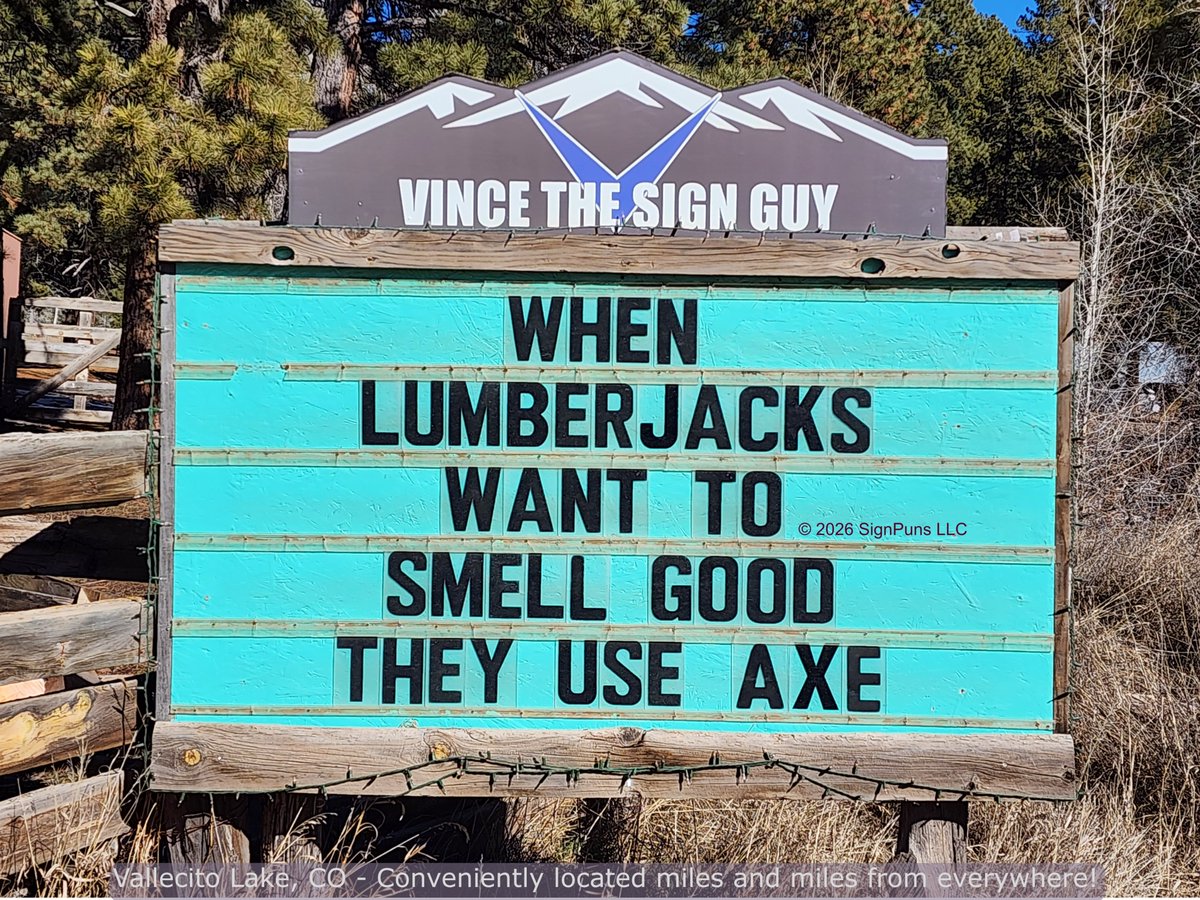 VINCE THE SIGN GUY
WHEN
LUMBERJACKS
WANT TO
© 2026 SignPuns LLC
SMELL GOOD
THEY USE AXE
Vallecito Lake, CO - Conveniently located miles and miles from everywhere!